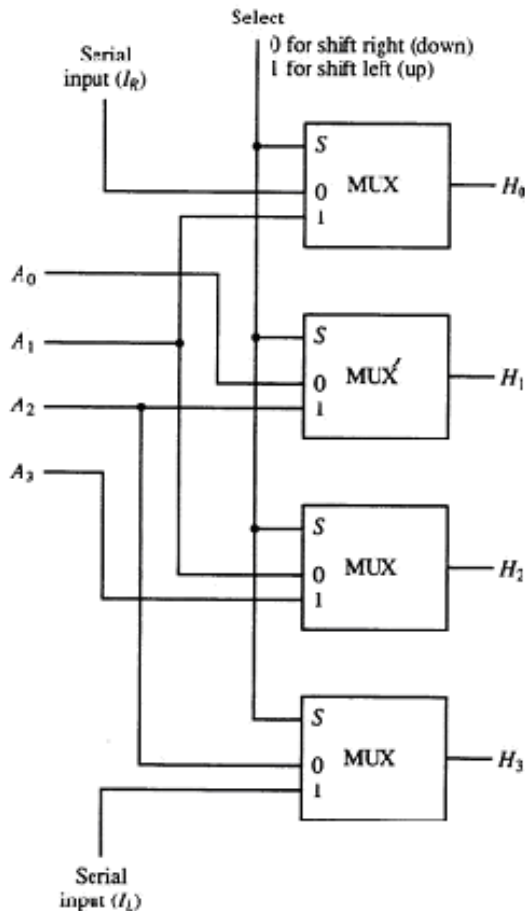 Select
0 for shift right (down)
1 for shift left (up)
Serial
input (I_R)
S
MUX
0
1
H_0
A_0
A_1
A_2
A_3
S
MUX
0
1
H_1
S
MUX
0
1
H_2
S
MUX
0
1
H_3
Serial
input (I_L)